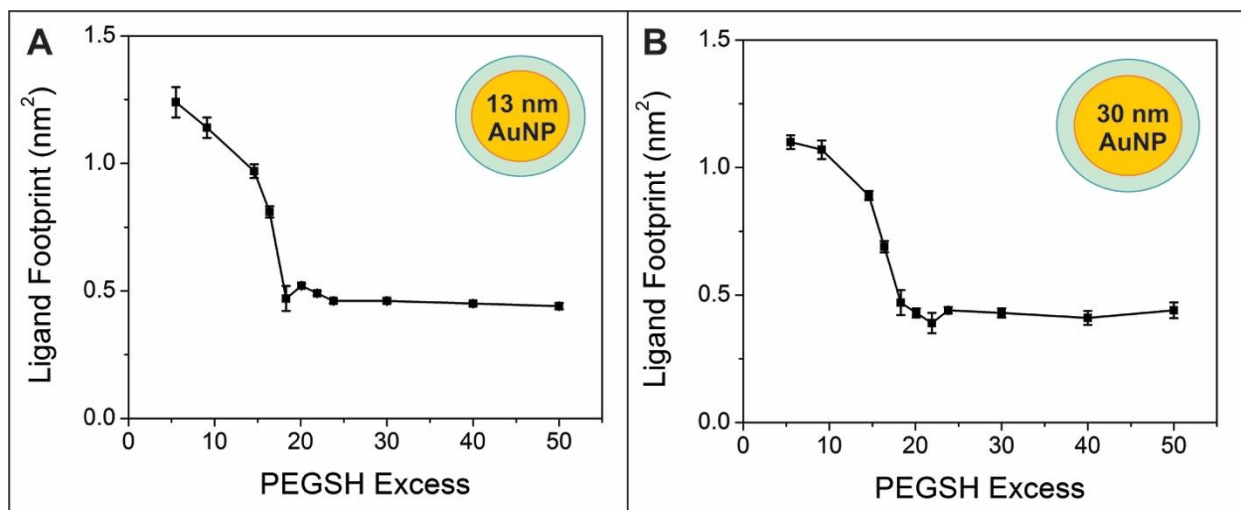 A
1.5
1.0
0.5
0.0
Ligand Footprint (nm²)
13 nm
AuNP
0 10 20 30 40 50
PEGSH Excess
B
1.5
1.0
0.5
0.0
Ligand Footprint (nm²)
30 nm
AuNP
0 10 20 30 40 50
PEGSH Excess